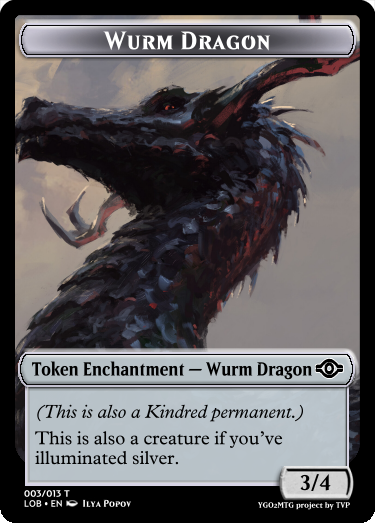 Wurm Dragon
Token Enchantment — Wurm Dragon
(This is also a Kindred permanent.)
This is also a creature if you've
illuminated silver.
3/4
003/013 T
LOB • EN Ilya Popov
YGO2MTG project by TVP